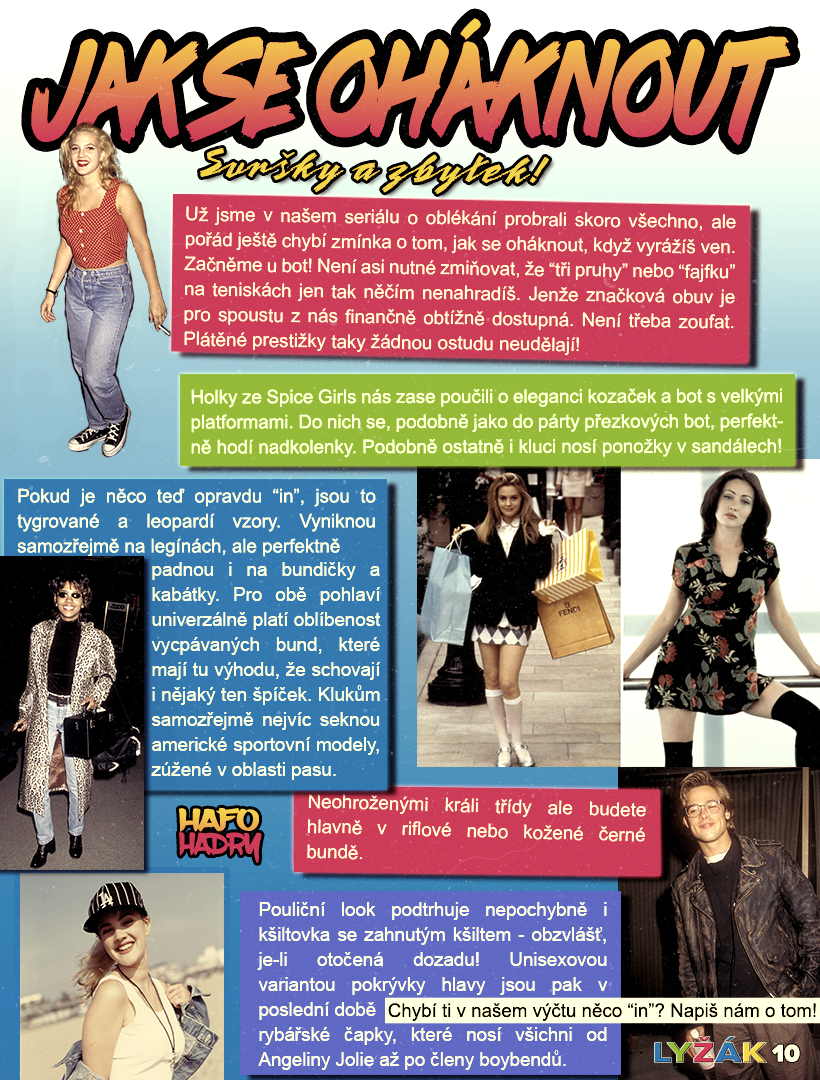 JAK SE OHÁKNOUT
Svršky a zbytek!
Už jsme v našem seriálu o oblékání probrali skoro všechno, ale
pořád ještě chybí zmínka o tom, jak se oháknout, když vyrážíš ven.
Začněme u bot! Není asi nutné zmiňovat, že “tři pruhy” nebo “fajfku”
na teniskách jen tak něčím nenahradíš. Jenže značková obuv je
pro spoustu z nás finančně obtížně dostupná. Není třeba zoufat.
Plátěné prestižky taky žádnou ostudu neudělají!
Holky ze Spice Girls nás zase poučili o eleganci kozaček a bot s velkými
platformami. Do nich se, podobně jako do párty přezkových bot, perfekt-
ně hodí nadkolenky. Podobně ostatně i kluci nosí ponožky v sandálech!
Pokud je něco teď opravdu “in”, jsou to
tygrované a leopardí vzory. Vyniknou
samozřejmě na legínách, ale perfektně
padnou i na bundičky a
kabátky. Pro obě pohlaví
univerzálně platí oblíbenost
vycpávaných bund, které
mají tu výhodu, že schovají
i nějaký ten špíček. Klukům
samozřejmě nejvíc seknou
americké sportovní modely,
zúžené v oblasti pasu.
FENDI
HAFO
HADRY
Neohroženými králi třídy ale budete
hlavně v riflové nebo kožené černé
bundě.
LA
Pouliční look podtrhuje nepochybně i
kšiltovka se zahnutým kšiltem - obzvlášť,
je-li otočená dozadu! Unisexovou
variantou pokrývky hlavy jsou pak v
poslední době
rybářské čapky, které nosí všichni od
Angeliny Jolie až po členy boybendů.
Chybí ti v našem výčtu něco “in”? Napiš nám o tom!
LYŽÁK 10